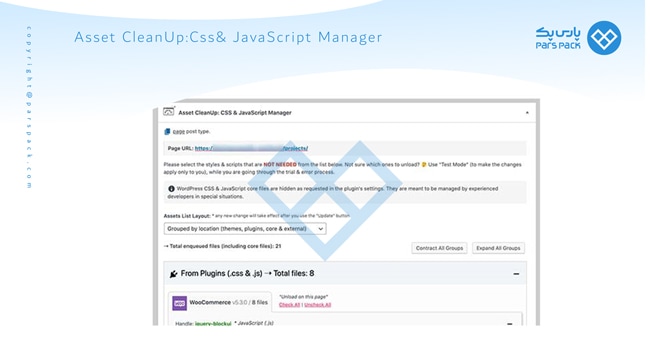 Asset CleanUp:Css& JavaScript Manager
پارس‌پک
PARS PACK
copyright@parspack.com
Asset CleanUp: CSS & JavaScript Manager
page post type.
Page URL: https://
/projects/
Please select the styles & scripts that are NOT NEEDED from the list below. Not sure which ones to unload? 🤔 Use "Test Mode" (to make the changes
apply only to you), while you are going through the trial & error process.
WordPress CSS & JavaScript core files are hidden as requested in the plugin's settings. They are meant to be managed by experienced
developers in special situations.
Assets List Layout: * any new change will take effect after you use the "Update" button
Grouped by location (themes, plugins, core & external)
→ Total enqueued files (including core files): 21
Contract All Groups
Expand All Groups
From Plugins (.css & .js) → Total files: 8
Woo WooCommerce v5.3.0 / 8 files
"Unload on this page"
Check All | Uncheck All
Handle: jquery-blockui * JavaScript (.js)